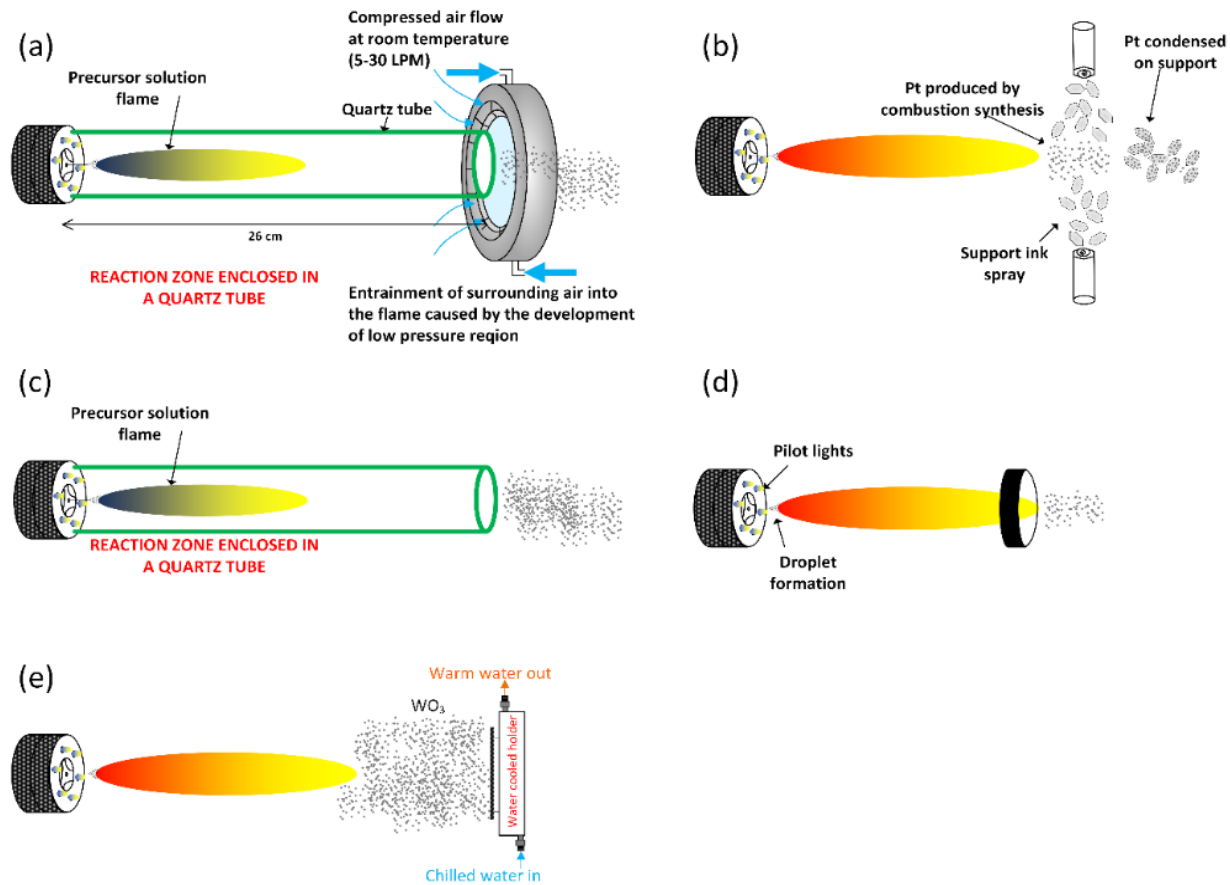 (a)
Compressed air flow
at room temperature
(5-30 LPM)
Precursor solution
flame
Quartz tube
26 cm
REACTION ZONE ENCLOSED IN
A QUARTZ TUBE
Entrainment of surrounding air into
the flame caused by the development
of low pressure reqion
(b)
Pt condensed
on support
Pt produced by
combustion synthesis
Support ink
spray
(c)
Precursor solution
flame
REACTION ZONE ENCLOSED IN
A QUARTZ TUBE
(d)
Pilot lights
Droplet
formation
(e)
Warm water out
WO₃
Water cooled holder
Chilled water in